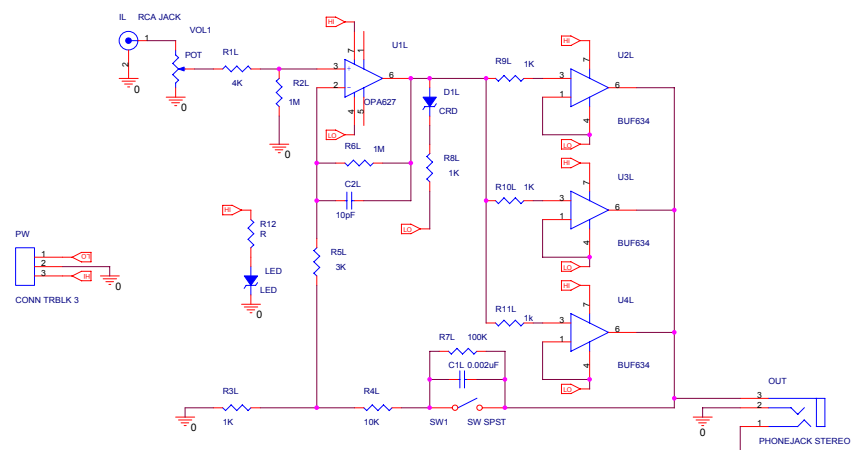 IL RCA JACK
1
2
0
VOL1
POT
0
R1L
4K
R2L
1M
0
HI
U1L
7
1
3
+
6
2
−
OPA627
4
5
LO
R6L 1M
C2L
10pF
D1L
CRD
R8L
1K
LO
R9L 1K
HI
U2L
7
3
6
1
4
BUF634
LO
HI
U3L
R10L 1K
7
3
6
1
4
BUF634
LO
HI
U4L
R11L
1k
7
3
6
1
4
BUF634
LO
HI
R12
R
LED
LED
0
PW
1
LO
2
3
HI
0
CONN TRBLK 3
R5L
3K
R7L 100K
C1L 0.002uF
R3L
1K
0
R4L
10K
SW1 SW SPST
OUT
3
2
1
0
PHONEJACK STEREO